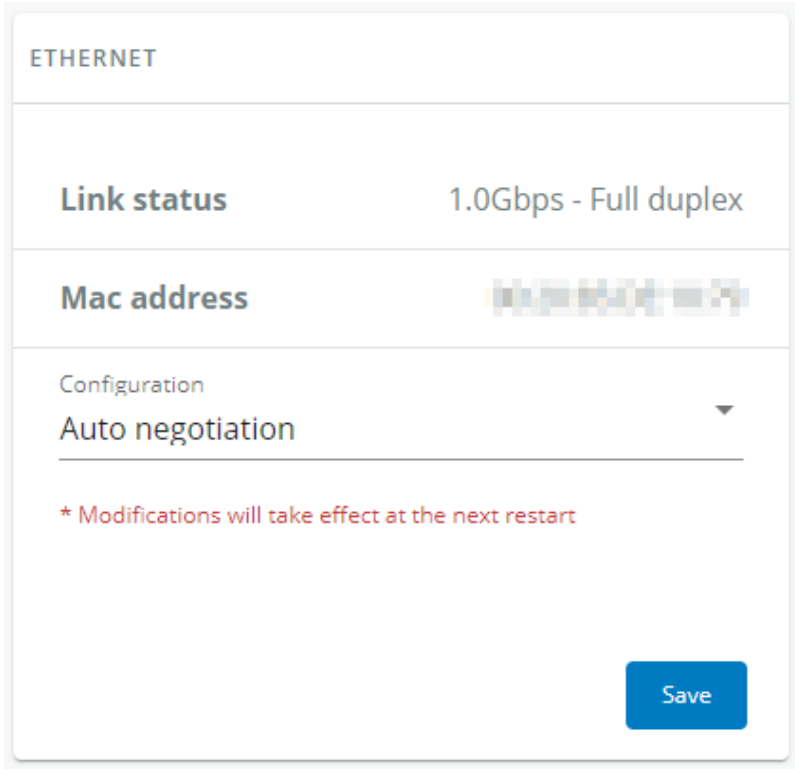 ETHERNET
Link status 1.0Gbps - Full duplex
Mac address
Configuration
Auto negotiation
* Modifications will take effect at the next restart
Save